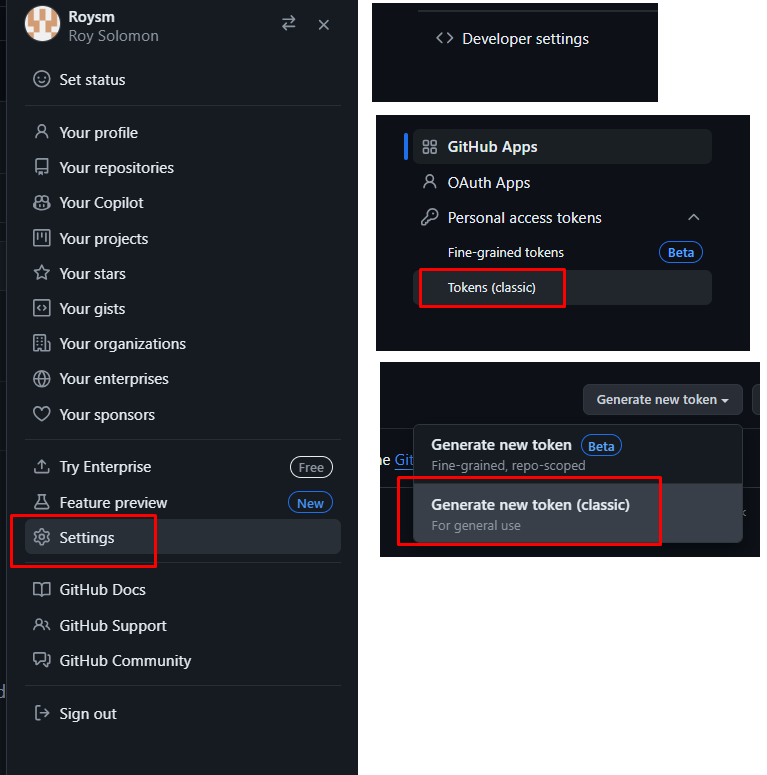 Roysm
Roy Solomon
Set status
Your profile
Your repositories
Your Copilot
Your projects
Your stars
Your gists
Your organizations
Your enterprises
Your sponsors
Try Enterprise Free
Feature preview New
Settings
GitHub Docs
GitHub Support
GitHub Community
Sign out
Developer settings
GitHub Apps
OAuth Apps
Personal access tokens
Fine-grained tokens Beta
Tokens (classic)
Generate new token
Generate new token Beta
Fine-grained, repo-scoped
Git
Generate new token (classic)
For general use